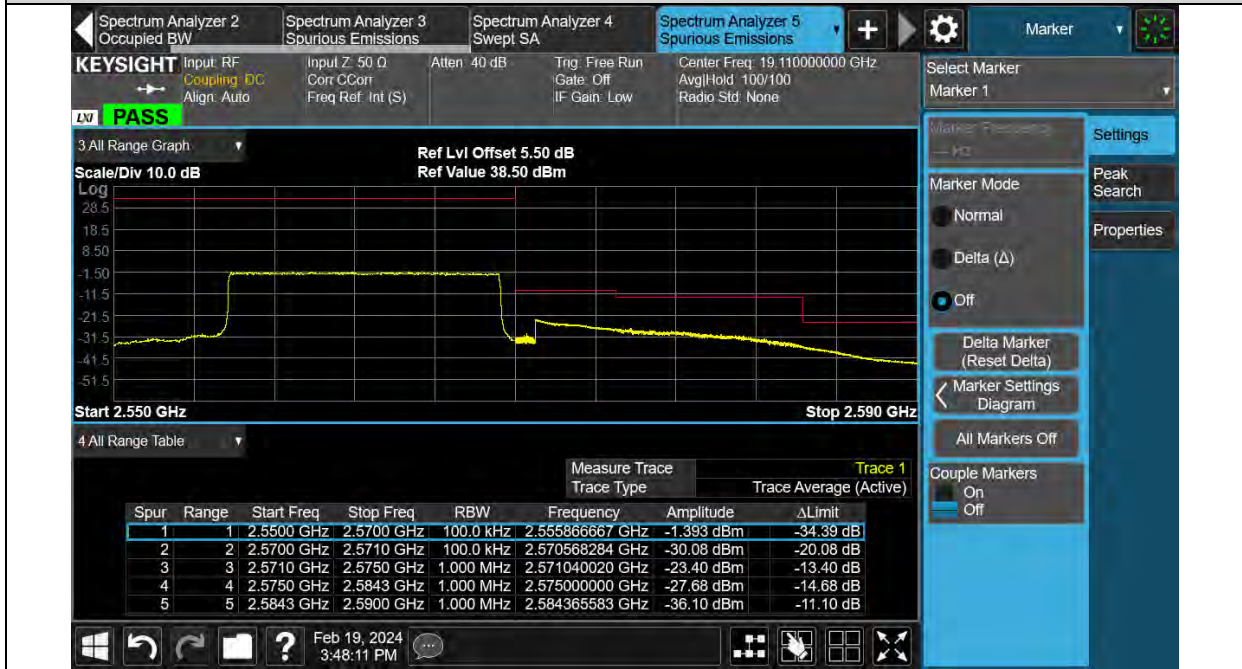 Spectrum Analyzer 2
Occupied BW
Spectrum Analyzer 3
Spurious Emissions
Spectrum Analyzer 4
Swept SA
Spectrum Analyzer 5
Spurious Emissions
+
Marker
KEYSIGHT
Input: RF
Coupling: DC
Align: Auto
Input Z: 50 Ω
Corr CCorr
Freq Ref: Int (S)
Atten: 40 dB
Trig: Free Run
Gate: Off
IF Gain: Low
Center Freq: 19.110000000 GHz
Avg|Hold: 100/100
Radio Std: None
LXI
PASS
Select Marker
Marker 1
3 All Range Graph
Ref Lvl Offset 5.50 dB
Scale/Div 10.0 dB
Ref Value 38.50 dBm
Log
28.5
18.5
8.50
-1.50
-11.5
-21.5
-31.5
-41.5
-51.5
Start 2.550 GHz
Stop 2.590 GHz
Marker Frequency
--- Hz
Settings
Marker Mode
Peak
Search
Normal
Properties
Delta (Δ)
Off
Delta Marker
(Reset Delta)
Marker Settings
Diagram
All Markers Off
Couple Markers
On
Off
4 All Range Table
Measure Trace Trace 1
Trace Type Trace Average (Active)
Spur Range Start Freq Stop Freq RBW Frequency Amplitude ΔLimit
1 1 2.5500 GHz 2.5700 GHz 100.0 kHz 2.555866667 GHz -1.393 dBm -34.39 dB
2 2 2.5700 GHz 2.5710 GHz 100.0 kHz 2.570568284 GHz -30.08 dBm -20.08 dB
3 3 2.5710 GHz 2.5750 GHz 1.000 MHz 2.571040020 GHz -23.40 dBm -13.40 dB
4 4 2.5750 GHz 2.5843 GHz 1.000 MHz 2.575000000 GHz -27.68 dBm -14.68 dB
5 5 2.5843 GHz 2.5900 GHz 1.000 MHz 2.584365583 GHz -36.10 dBm -11.10 dB
?
Feb 19, 2024
3:48:11 PM